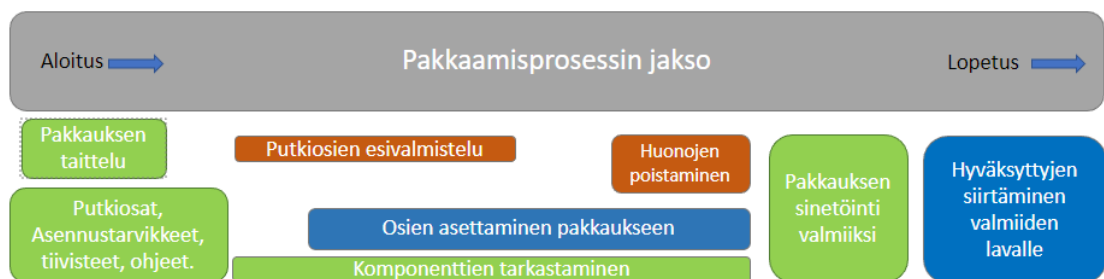 Aloitus
Pakkaamisprosessin jakso
Lopetus
Pakkauksen
taittelu
Putkiosien esivalmistelu
Huonojen
poistaminen
Pakkauksen
sinetöinti
valmiiksi
Hyväksyttyjen
siirtäminen
valmiiden
lavalle
Putkiosat,
Asennustarvikkeet,
tiivisteet, ohjeet.
Osien asettaminen pakkaukseen
Komponenttien tarkastaminen